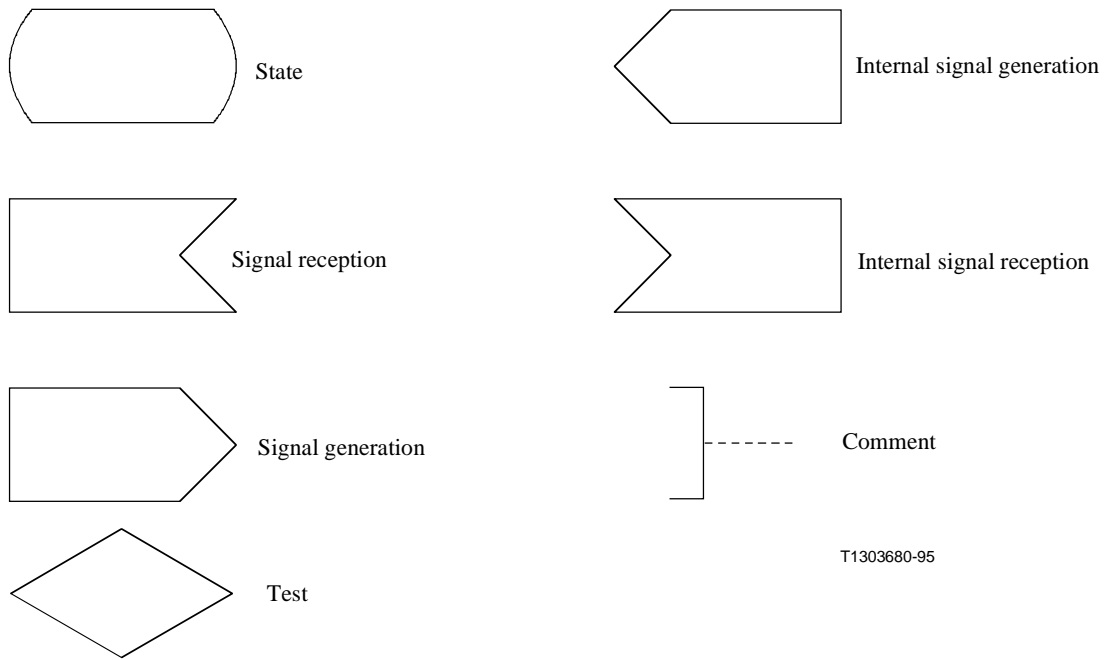 State
Internal signal generation
Signal reception
Internal signal reception
Signal generation
Comment
T1303680-95
Test